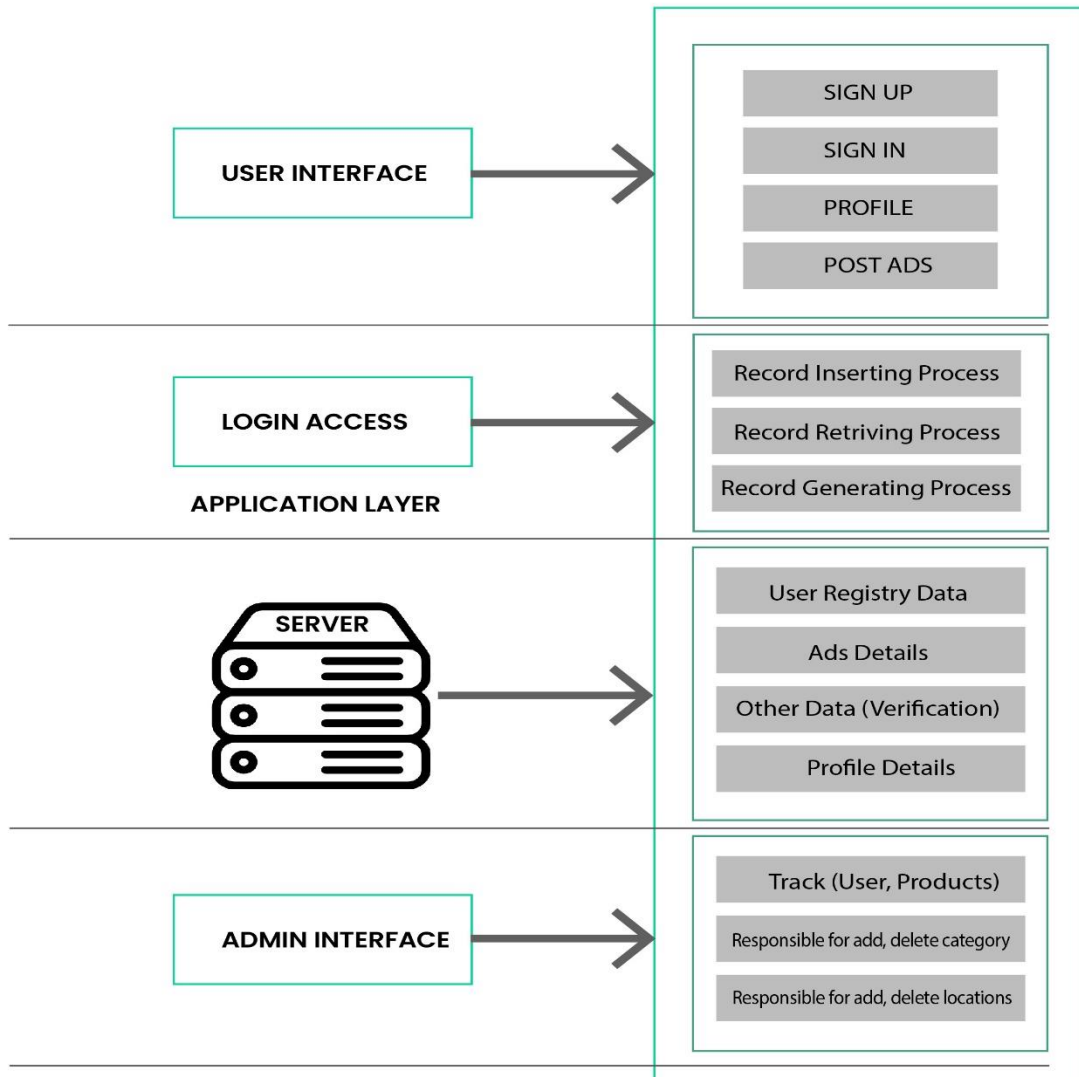 USER INTERFACE
SIGN UP
SIGN IN
PROFILE
POST ADS
LOGIN ACCESS
APPLICATION LAYER
Record Inserting Process
Record Retriving Process
Record Generating Process
SERVER
User Registry Data
Ads Details
Other Data (Verification)
Profile Details
ADMIN INTERFACE
Track (User, Products)
Responsible for add, delete category
Responsible for add, delete locations